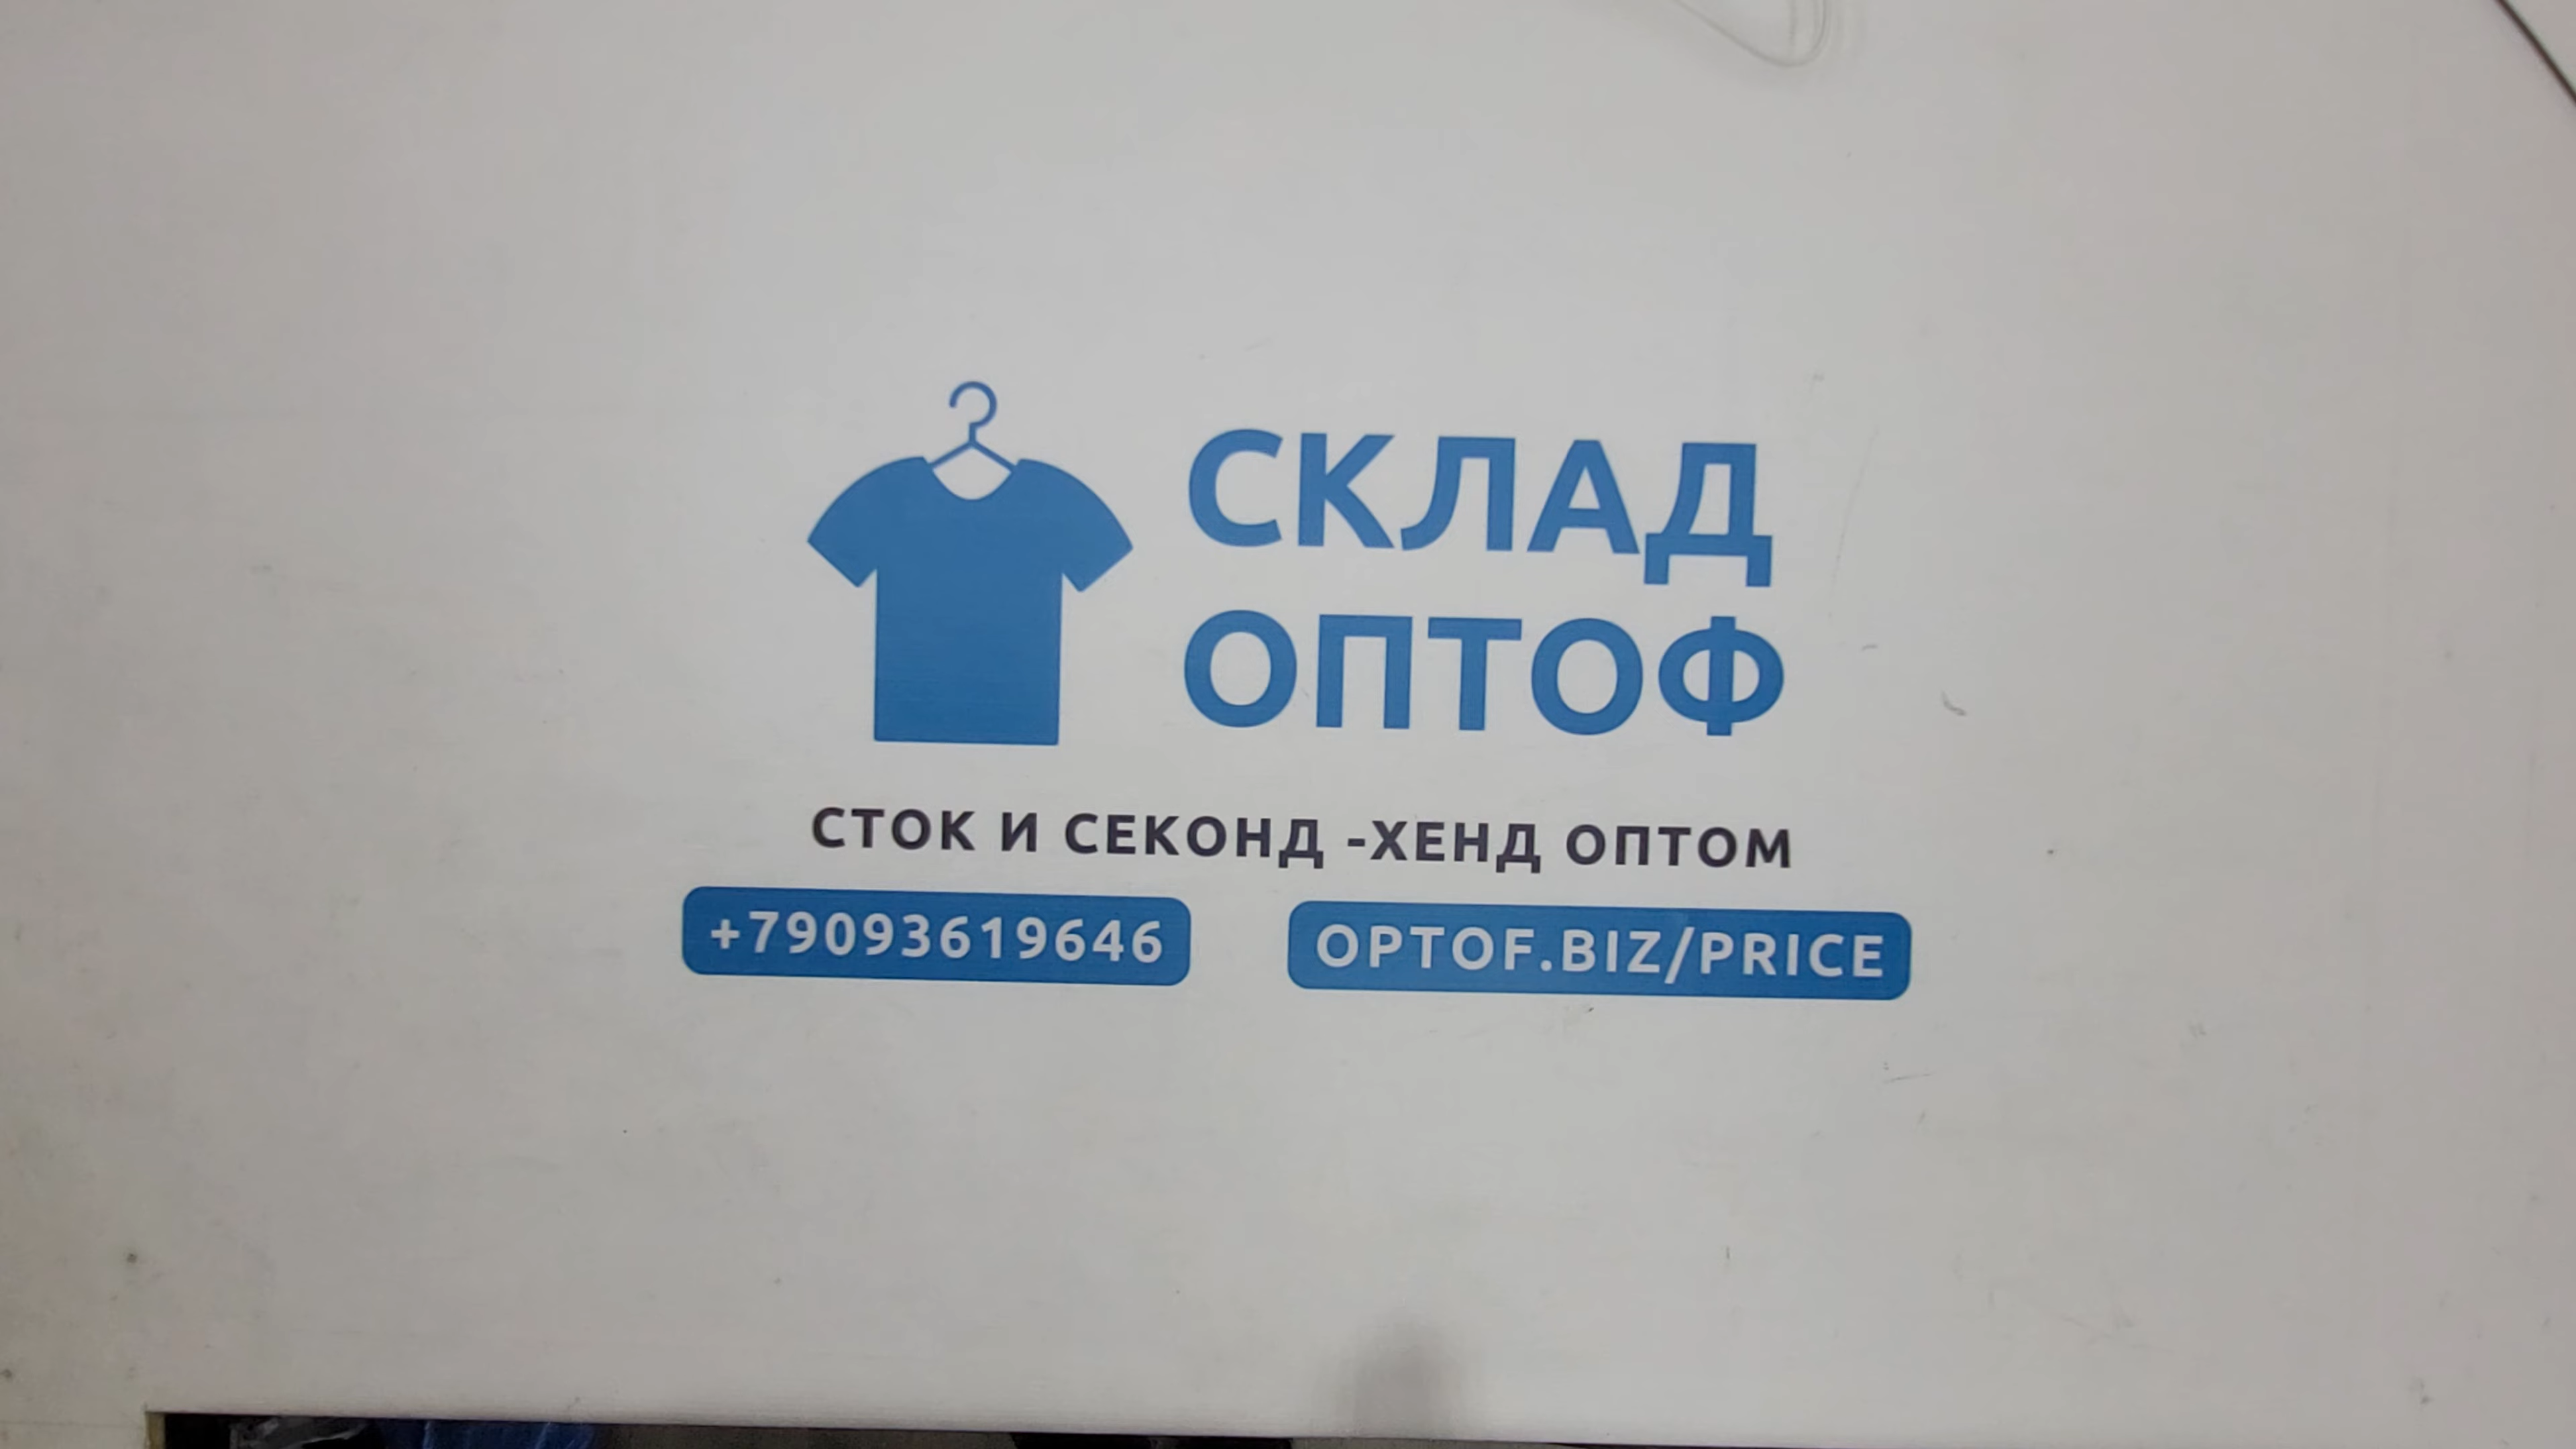 СКЛАД
ОПТОФ
СТОК И СЕКОНД -ХЕНД ОПТОМ
+79093619646
OPTOF.BIZ/PRICE